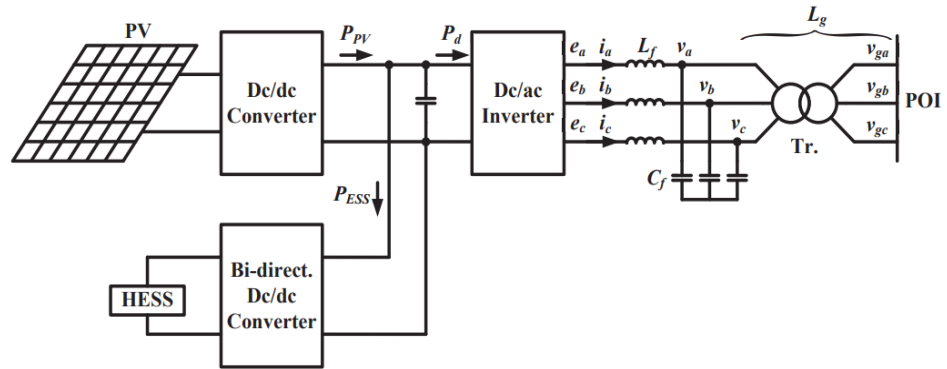 PV
Dc/dc
Converter
P_PV
P_d
Dc/ac
Inverter
e_a i_a L_f v_a
e_b i_b v_b
e_c i_c v_c
C_f
L_g
Tr.
v_ga
v_gb
v_gc
POI
P_ESS
HESS
Bi-direct.
Dc/dc
Converter